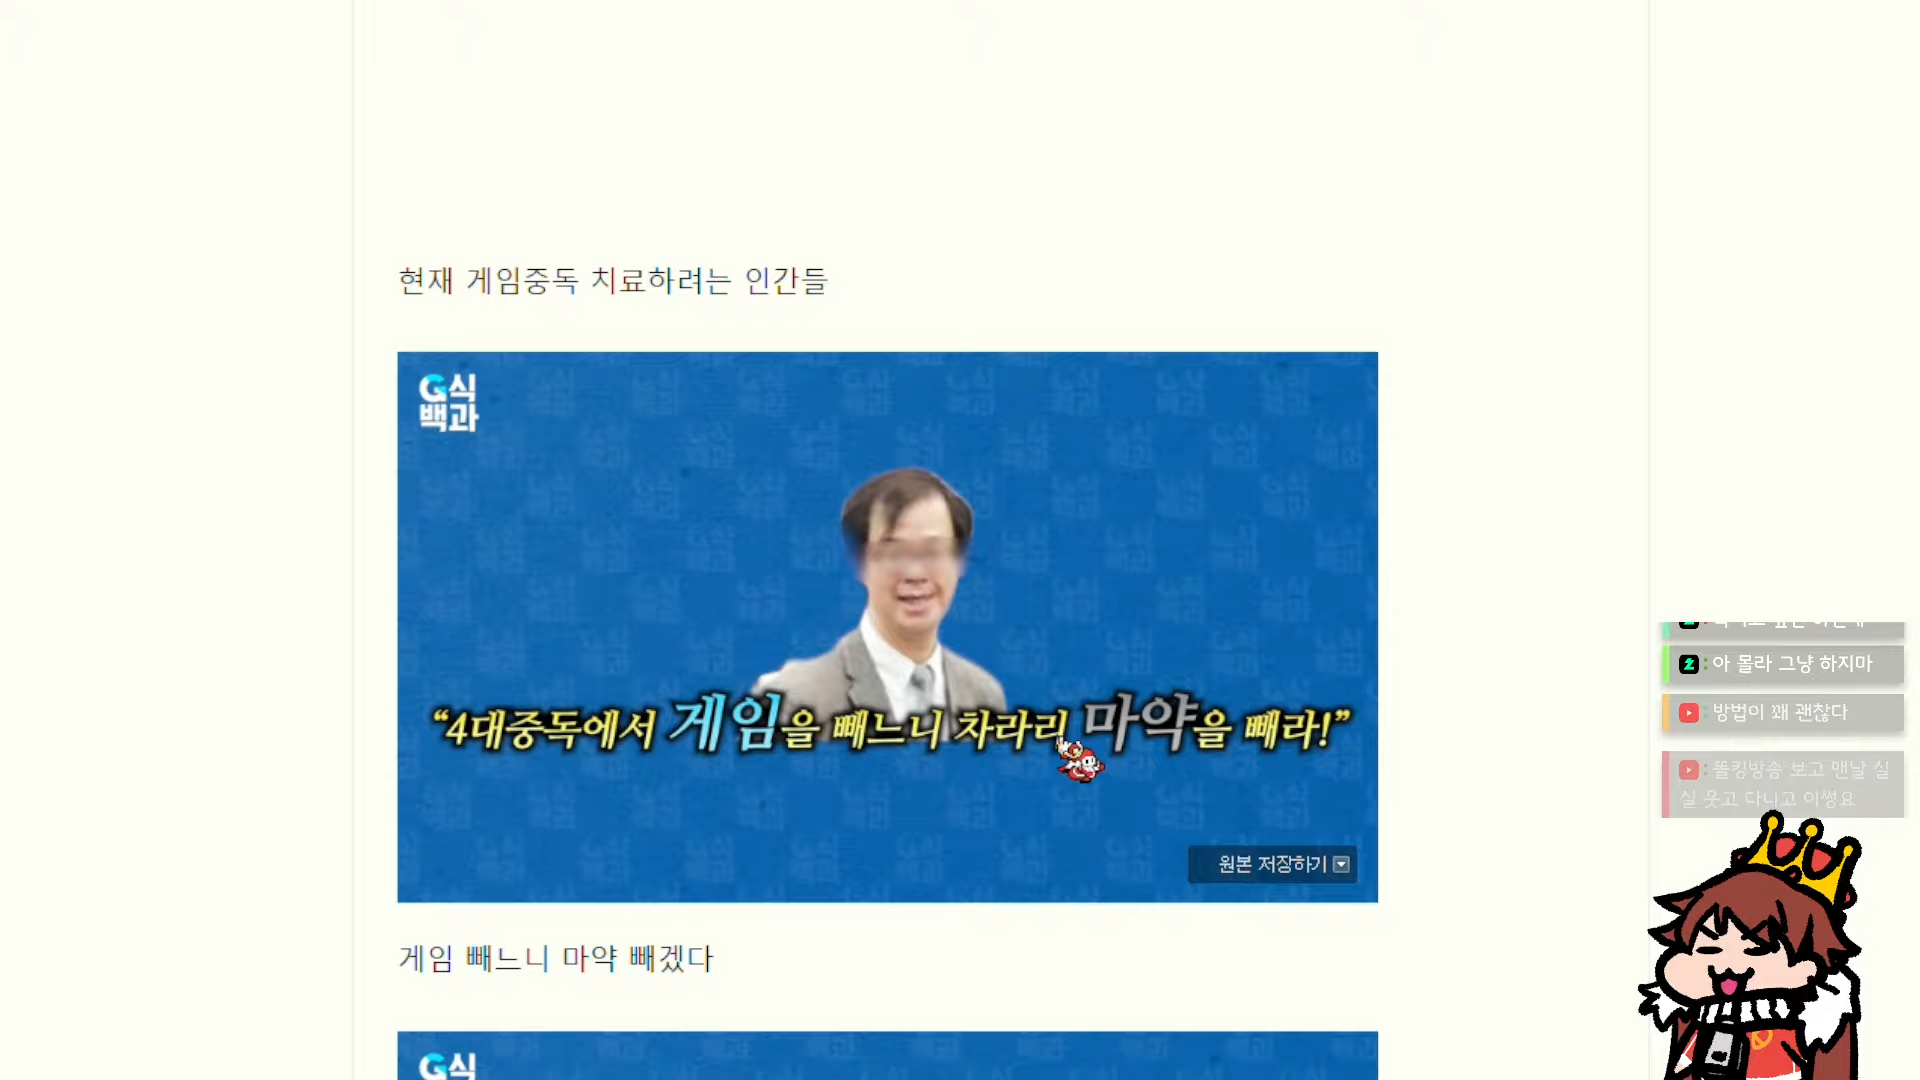 현재 게임중독 치료하려는 인간들
G식
백과
“4대중독에서 게임을 빼느니 차라리 마약을 빼라!”
원본 저장하기
게임 빼느니 마약 빼겠다
G식
: 아 몰라 그냥 하지마
: 방법이 꽤 괜찮다
: 똘킹방송 보고 맨날 실
실 웃고 다니고 이썽요